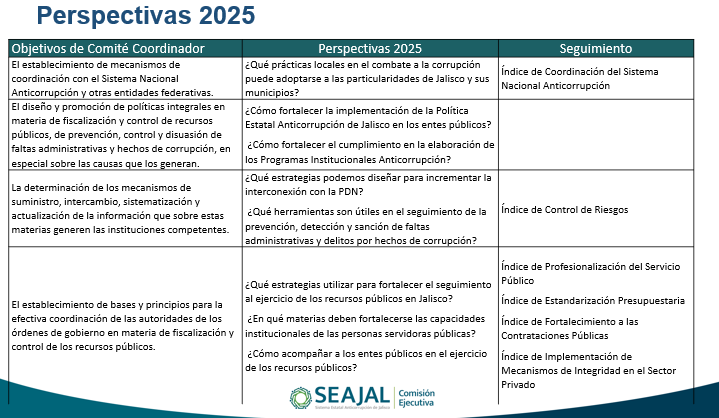 Perspectivas 2025
Objetivos de Comité Coordinador
Perspectivas 2025
Seguimiento
El establecimiento de mecanismos de
coordinación con el Sistema Nacional
Anticorrupción y otras entidades federativas.
¿Qué prácticas locales en el combate a la corrupción
puede adoptarse a las particularidades de Jalisco y sus
municipios?
Índice de Coordinación del Sistema
Nacional Anticorrupción
El diseño y promoción de políticas integrales en
materia de fiscalización y control de recursos
públicos, de prevención, control y disuasión de
faltas administrativas y hechos de corrupción, en
especial sobre las causas que los generan.
¿Cómo fortalecer la implementación de la Política
Estatal Anticorrupción de Jalisco en los entes públicos?
¿Cómo fortalecer el cumplimiento en la elaboración de
los Programas Institucionales Anticorrupción?
La determinación de los mecanismos de
suministro, intercambio, sistematización y
actualización de la información que sobre estas
materias generen las instituciones competentes.
¿Qué estrategias podemos diseñar para incrementar la
interconexión con la PDN?
¿Qué herramientas son útiles en el seguimiento de la
prevención, detección y sanción de faltas
administrativas y delitos por hechos de corrupción?
Índice de Control de Riesgos
El establecimiento de bases y principios para la
efectiva coordinación de las autoridades de los
órdenes de gobierno en materia de fiscalización y
control de los recursos públicos.
¿Qué estrategias utilizar para fortalecer el seguimiento
al ejercicio de los recursos públicos en Jalisco?
¿En qué materias deben fortalecerse las capacidades
institucionales de las personas servidoras públicas?
¿Cómo acompañar a los entes públicos en el ejercicio
de los recursos públicos?
Índice de Profesionalización del Servicio
Público
Índice de Estandarización Presupuestaria
Índice de Fortalecimiento a las
Contrataciones Públicas
Índice de Implementación de
Mecanismos de Integridad en el Sector
Privado
SEAJAL
Sistema Estatal Anticorrupción de Jalisco
Comisión
Ejecutiva